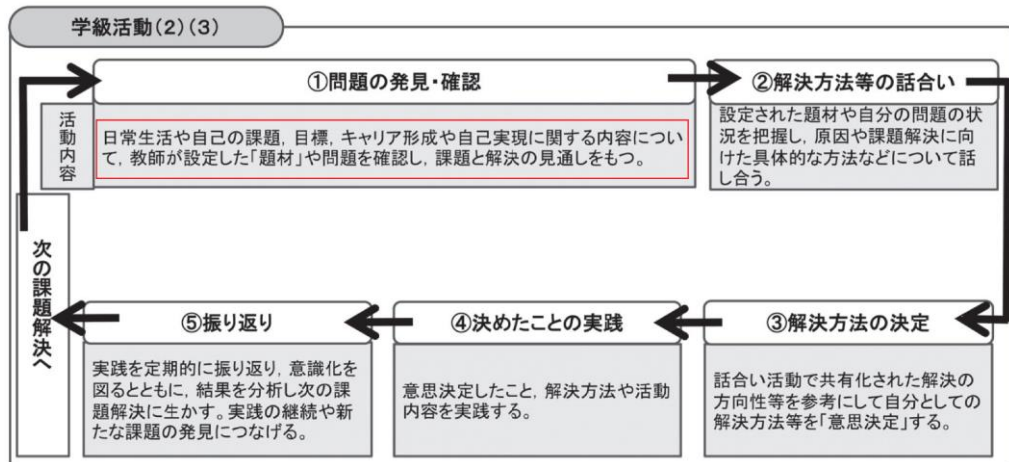 学級活動(2)(3)
①問題の発見・確認
活動内容
日常生活や自己の課題,目標,キャリア形成や自己実現に関する内容につい
て,教師が設定した「題材」や問題を確認し,課題と解決の見通しをもつ。
②解決方法等の話合い
設定された題材や自分の問題の状
況を把握し,原因や課題解決に向
けた具体的な方法などについて話
し合う。
③解決方法の決定
話合い活動で共有化された解決の
方向性等を参考にして自分としての
解決方法等を「意思決定」する。
④決めたことの実践
意思決定したこと,解決方法や活動
内容を実践する。
⑤振り返り
実践を定期的に振り返り,意識化を
図るとともに,結果を分析し次の課
題解決に生かす。実践の継続や新
たな課題の発見につなげる。
次の課題解決へ